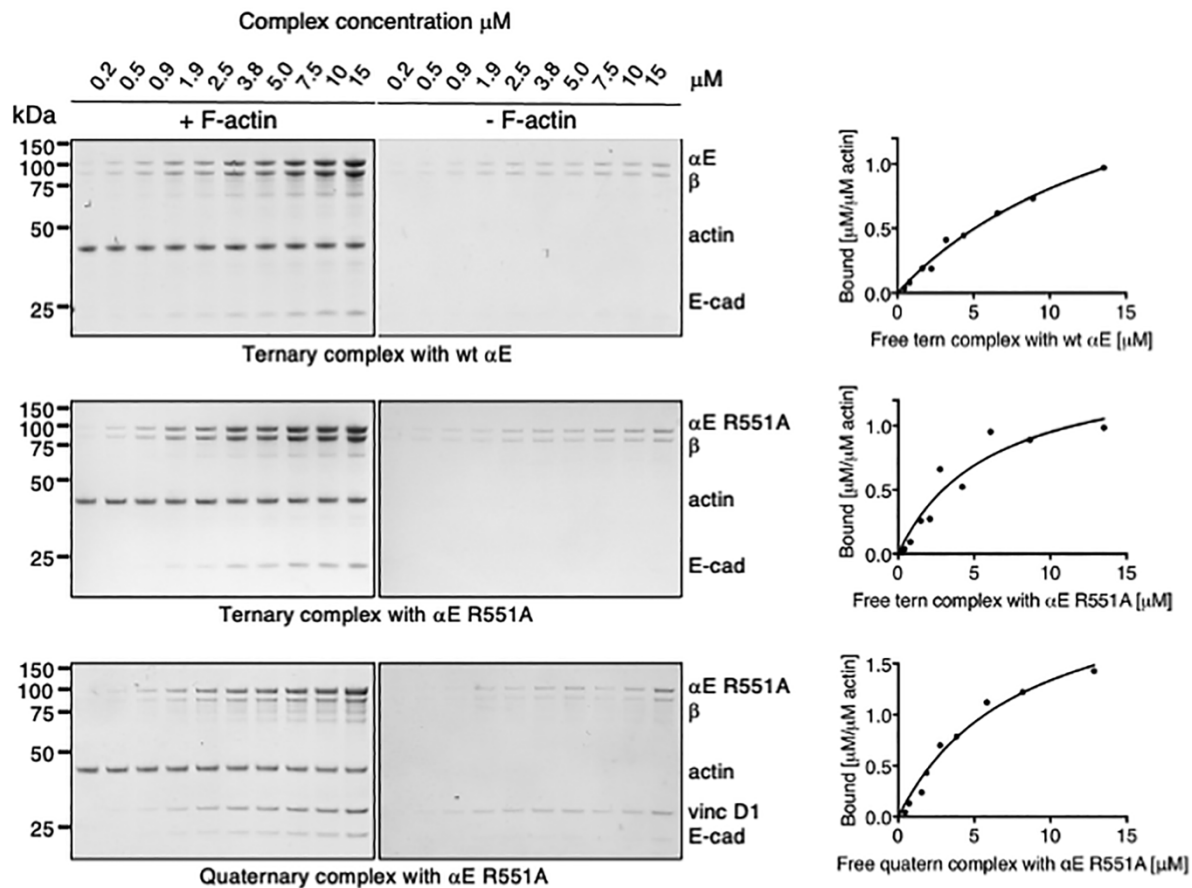 Complex concentration μM
0.2 0.5 0.9 1.9 2.5 3.8 5.0 7.5 10 15 0.2 0.5 0.9 1.9 2.5 3.8 5.0 7.5 10 15 μM
kDa + F-actin - F-actin
150
100
75
50
25
αE
β
actin
E-cad
Ternary complex with wt αE
Bound [μM/μM actin]
1.0
0.5
0.0
0 5 10 15
Free tern complex with wt αE [μM]
150
100
75
50
25
αE R551A
β
actin
E-cad
Ternary complex with αE R551A
Bound [μM/μM actin]
1.0
0.5
0.0
0 5 10 15
Free tern complex with αE R551A [μM]
150
100
75
50
25
αE R551A
β
actin
vinc D1
E-cad
Quaternary complex with αE R551A
Bound [μM/μM actin]
1.5
1.0
0.5
0.0
0 5 10 15
Free quatern complex with αE R551A [μM]